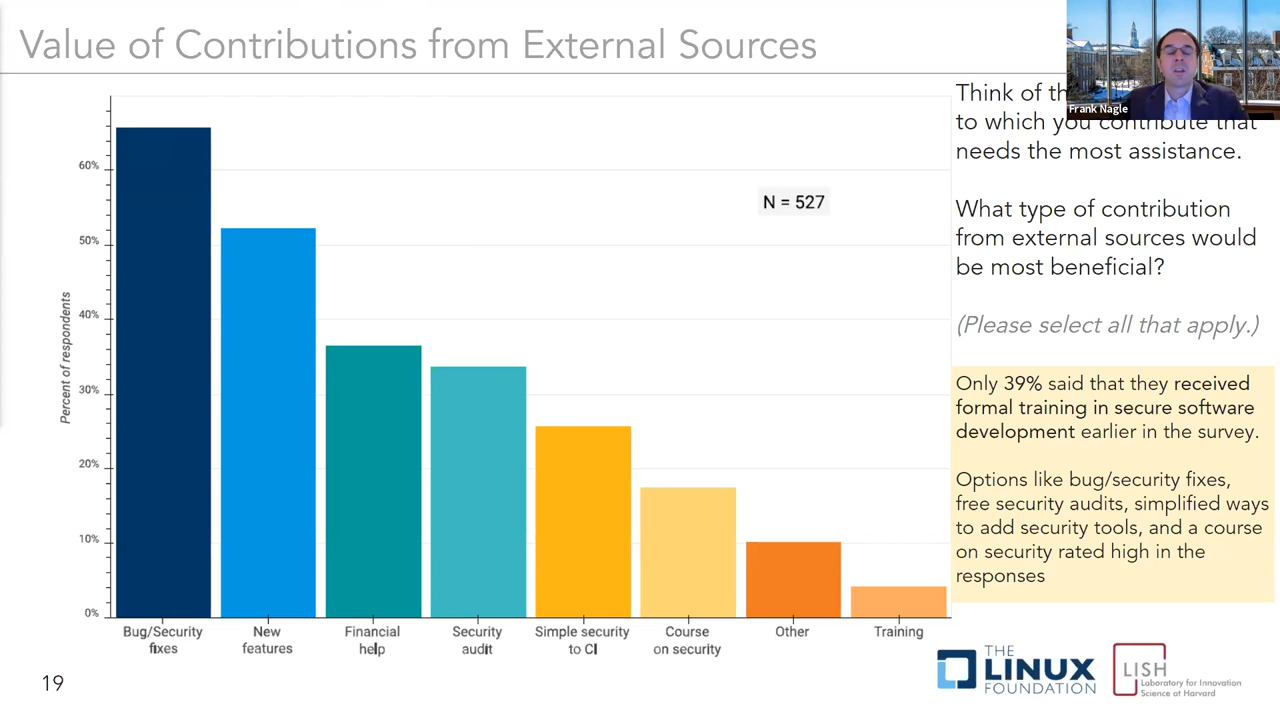 Value of Contributions from External Sources
Frank Nagle
Think of th
to which you contribute that
needs the most assistance.
What type of contribution
from external sources would
be most beneficial?
(Please select all that apply.)
Only 39% said that they received
formal training in secure software
development earlier in the survey.
Options like bug/security fixes,
free security audits, simplified ways
to add security tools, and a course
on security rated high in the
responses
N = 527
Percent of respondents
60%
50%
40%
30%
20%
10%
0%
Bug/Security
fixes
New
features
Financial
help
Security
audit
Simple security
to CI
Course
on security
Other
Training
19
THE
LINUX
FOUNDATION
LISH
Laboratory for Innovation
Science at Harvard